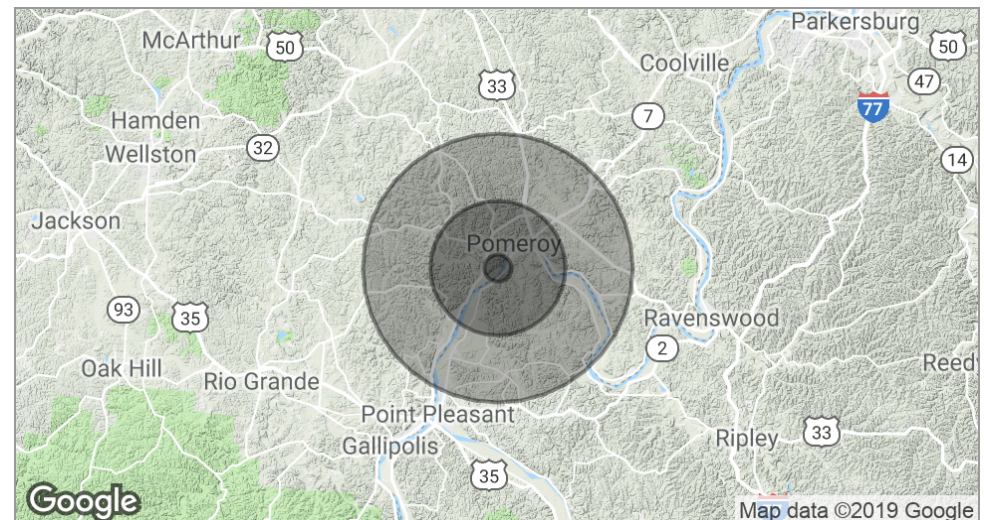 Parkersburg
McArthur
50
50
Coolville
33
47
7
77
Hamden
32
Wellston
14
Jackson
Pomeroy
93
35
Ravenswood
2
Oak Hill
Reedy
Rio Grande
Point Pleasant
Gallipolis
Ripley
33
35
Google
Map data ©2019 Google